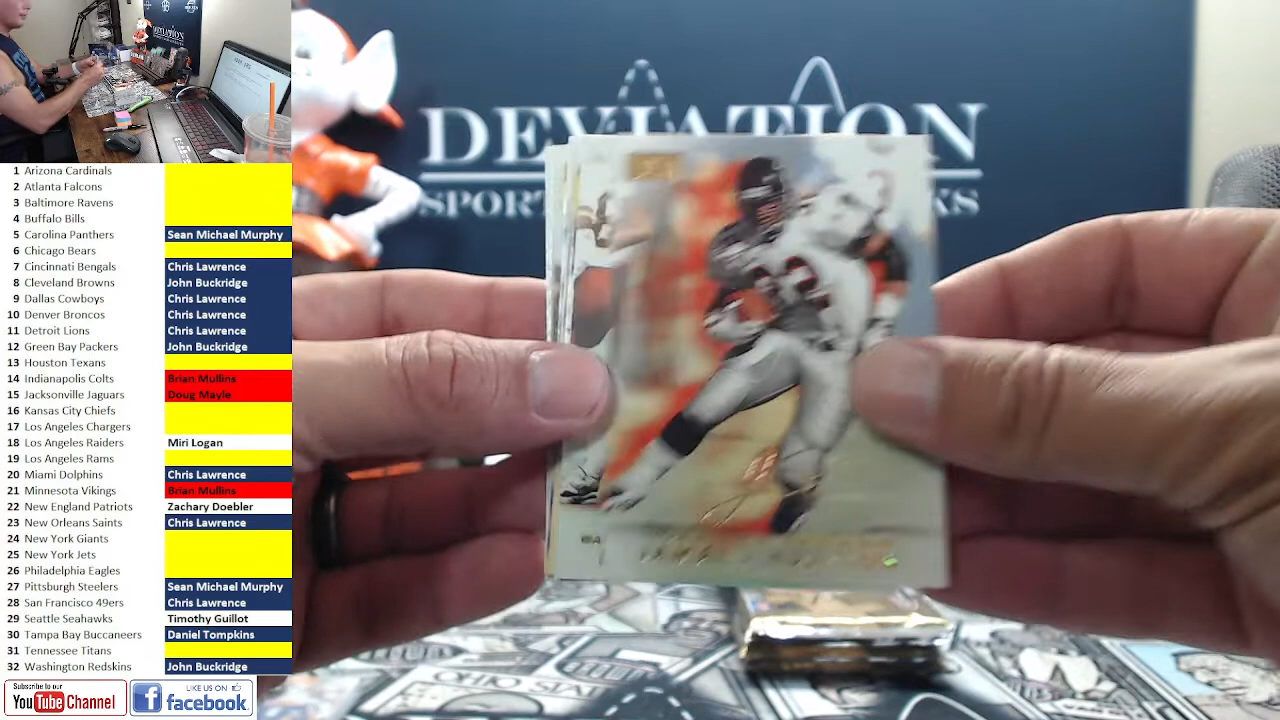 DEVIATION
SPORT
KS
1 Arizona Cardinals
2 Atlanta Falcons
3 Baltimore Ravens
4 Buffalo Bills
5 Carolina Panthers Sean Michael Murphy
6 Chicago Bears
7 Cincinnati Bengals Chris Lawrence
8 Cleveland Browns John Buckridge
9 Dallas Cowboys Chris Lawrence
10 Denver Broncos Chris Lawrence
11 Detroit Lions Chris Lawrence
12 Green Bay Packers John Buckridge
13 Houston Texans
14 Indianapolis Colts Brian Mullins
15 Jacksonville Jaguars Doug Mayle
16 Kansas City Chiefs
17 Los Angeles Chargers
18 Los Angeles Raiders Miri Logan
19 Los Angeles Rams
20 Miami Dolphins Chris Lawrence
21 Minnesota Vikings Brian Mullins
22 New England Patriots Zachary Doebler
23 New Orleans Saints Chris Lawrence
24 New York Giants
25 New York Jets
26 Philadelphia Eagles
27 Pittsburgh Steelers Sean Michael Murphy
28 San Francisco 49ers Chris Lawrence
29 Seattle Seahawks Timothy Guillot
30 Tampa Bay Buccaneers Daniel Tompkins
31 Tennessee Titans
32 Washington Redskins John Buckridge
Subscribe to our
YouTube Channel
LIKE US ON
facebook
32